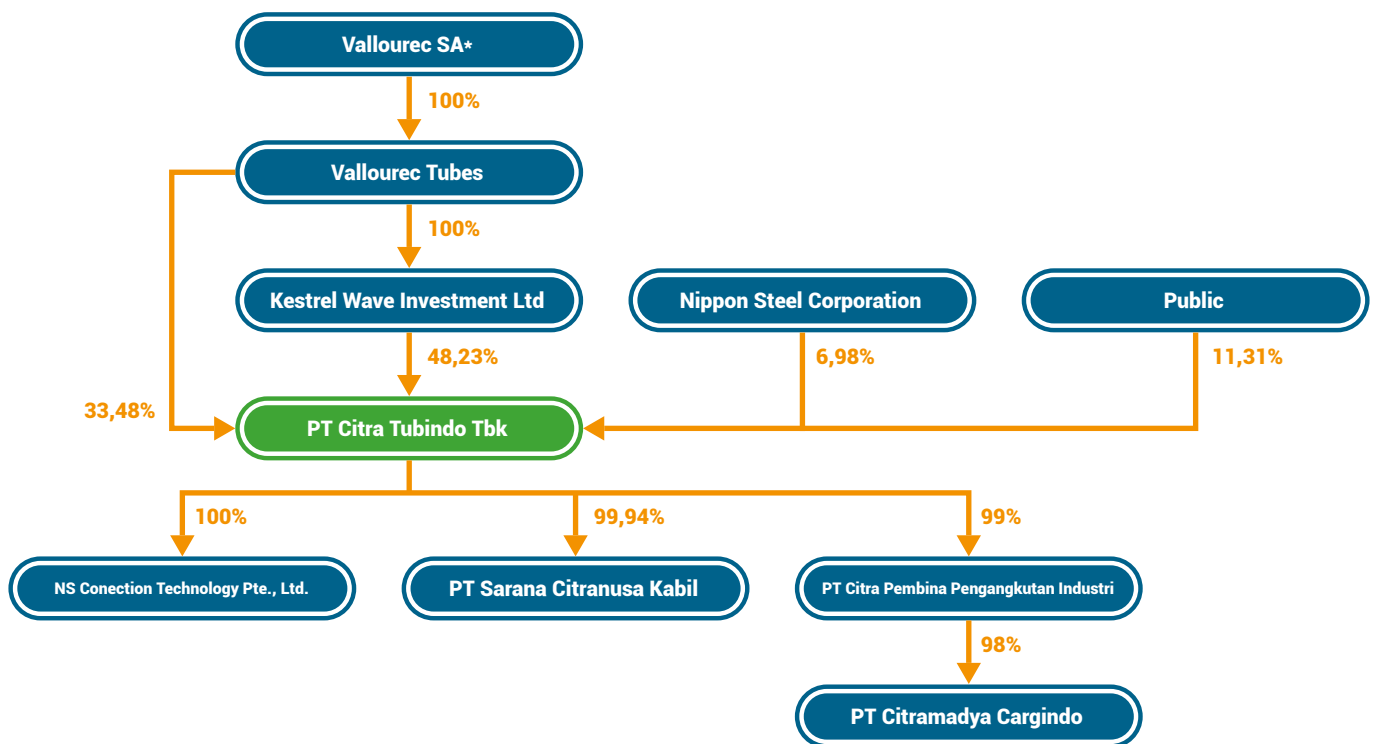 Vallourec SA*
100%
Vallourec Tubes
100%
Kestrel Wave Investment Ltd
Nippon Steel Corporation
Public
48,23%
6,98%
11,31%
33,48%
PT Citra Tubindo Tbk
100%
99,94%
99%
NS Conection Technology Pte., Ltd.
PT Sarana Citranusa Kabil
PT Citra Pembina Pengangkutan Industri
98%
PT Citramadya Cargindo